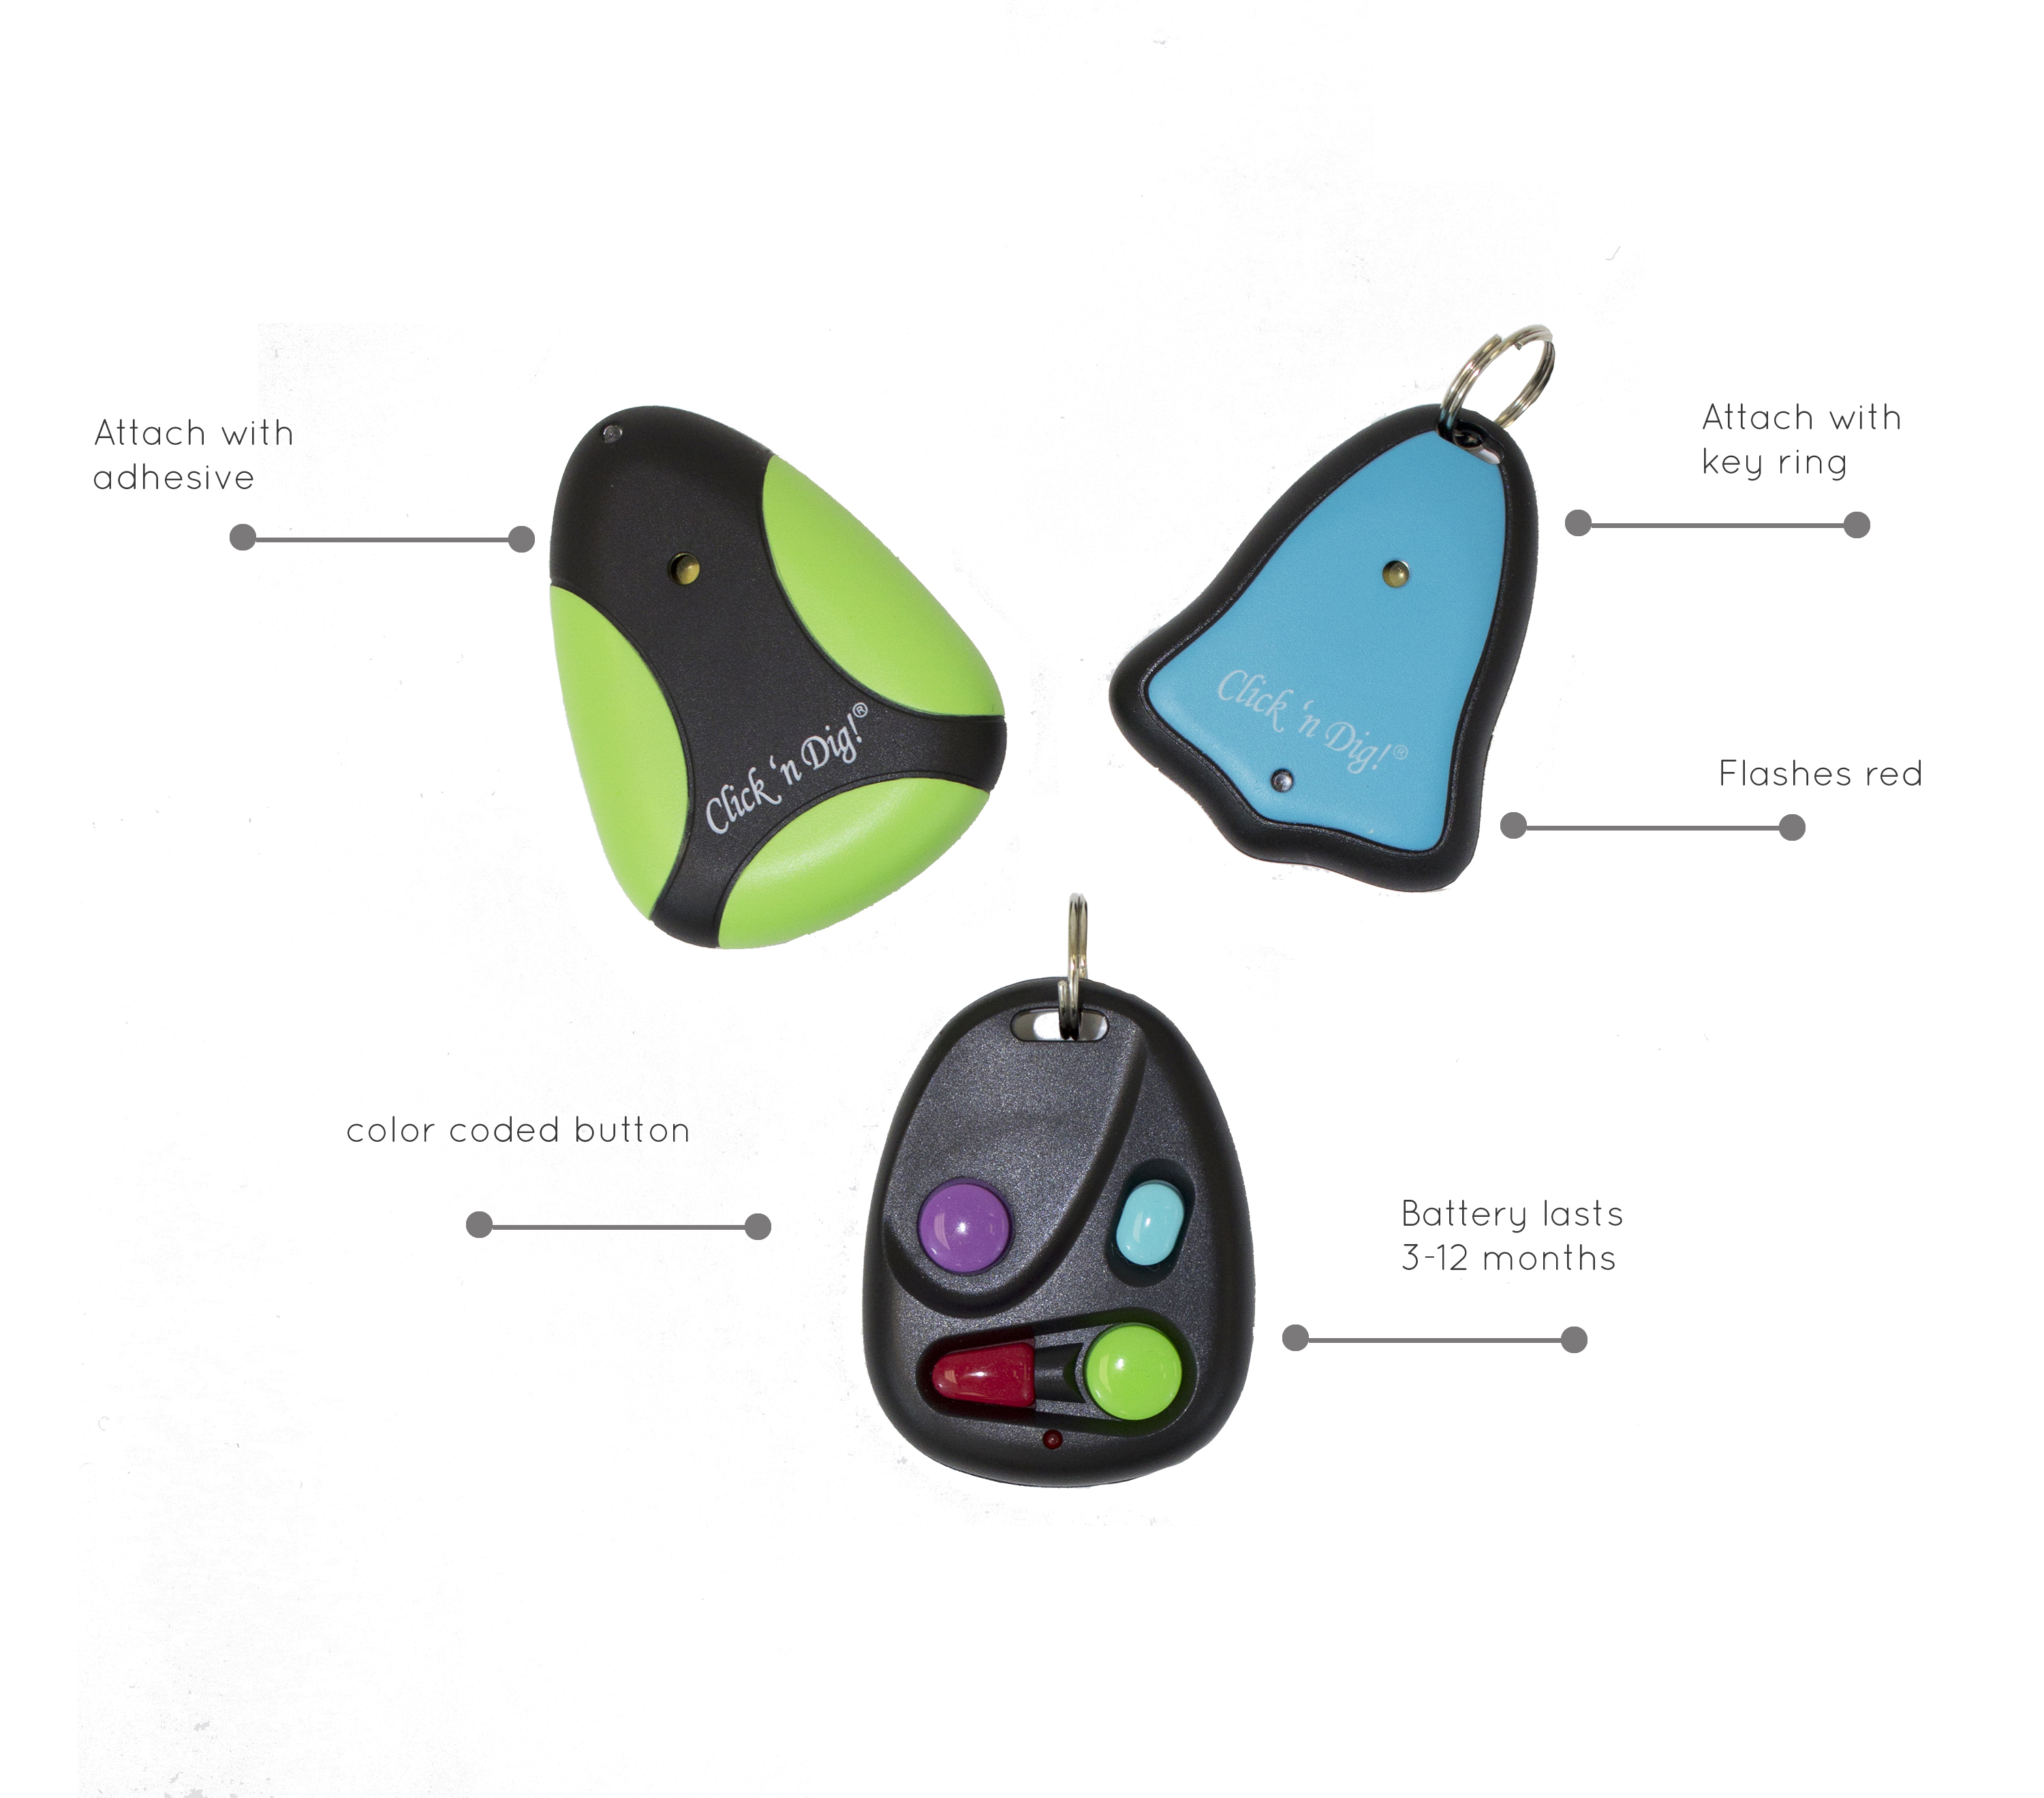 Attach with
adhesive
Attach with
key ring
Click 'n Dig!®
Click 'n Dig!®
Flashes red
color coded button
Battery lasts
3-12 months